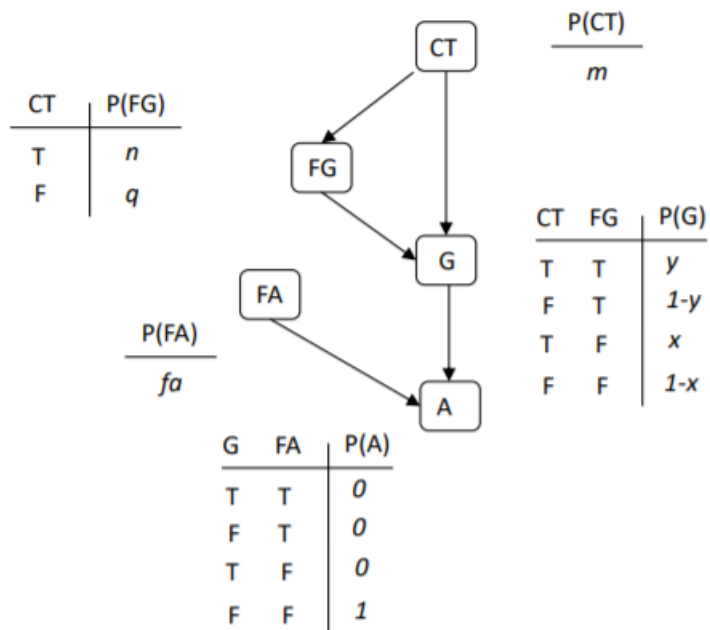 CT
P(CT)
m
CT P(FG)
T n
F q
FG
CT FG P(G)
T T y
F T 1-y
T F x
F F 1-x
G
FA
P(FA)
fa
A
G FA P(A)
T T 0
F T 0
T F 0
F F 1